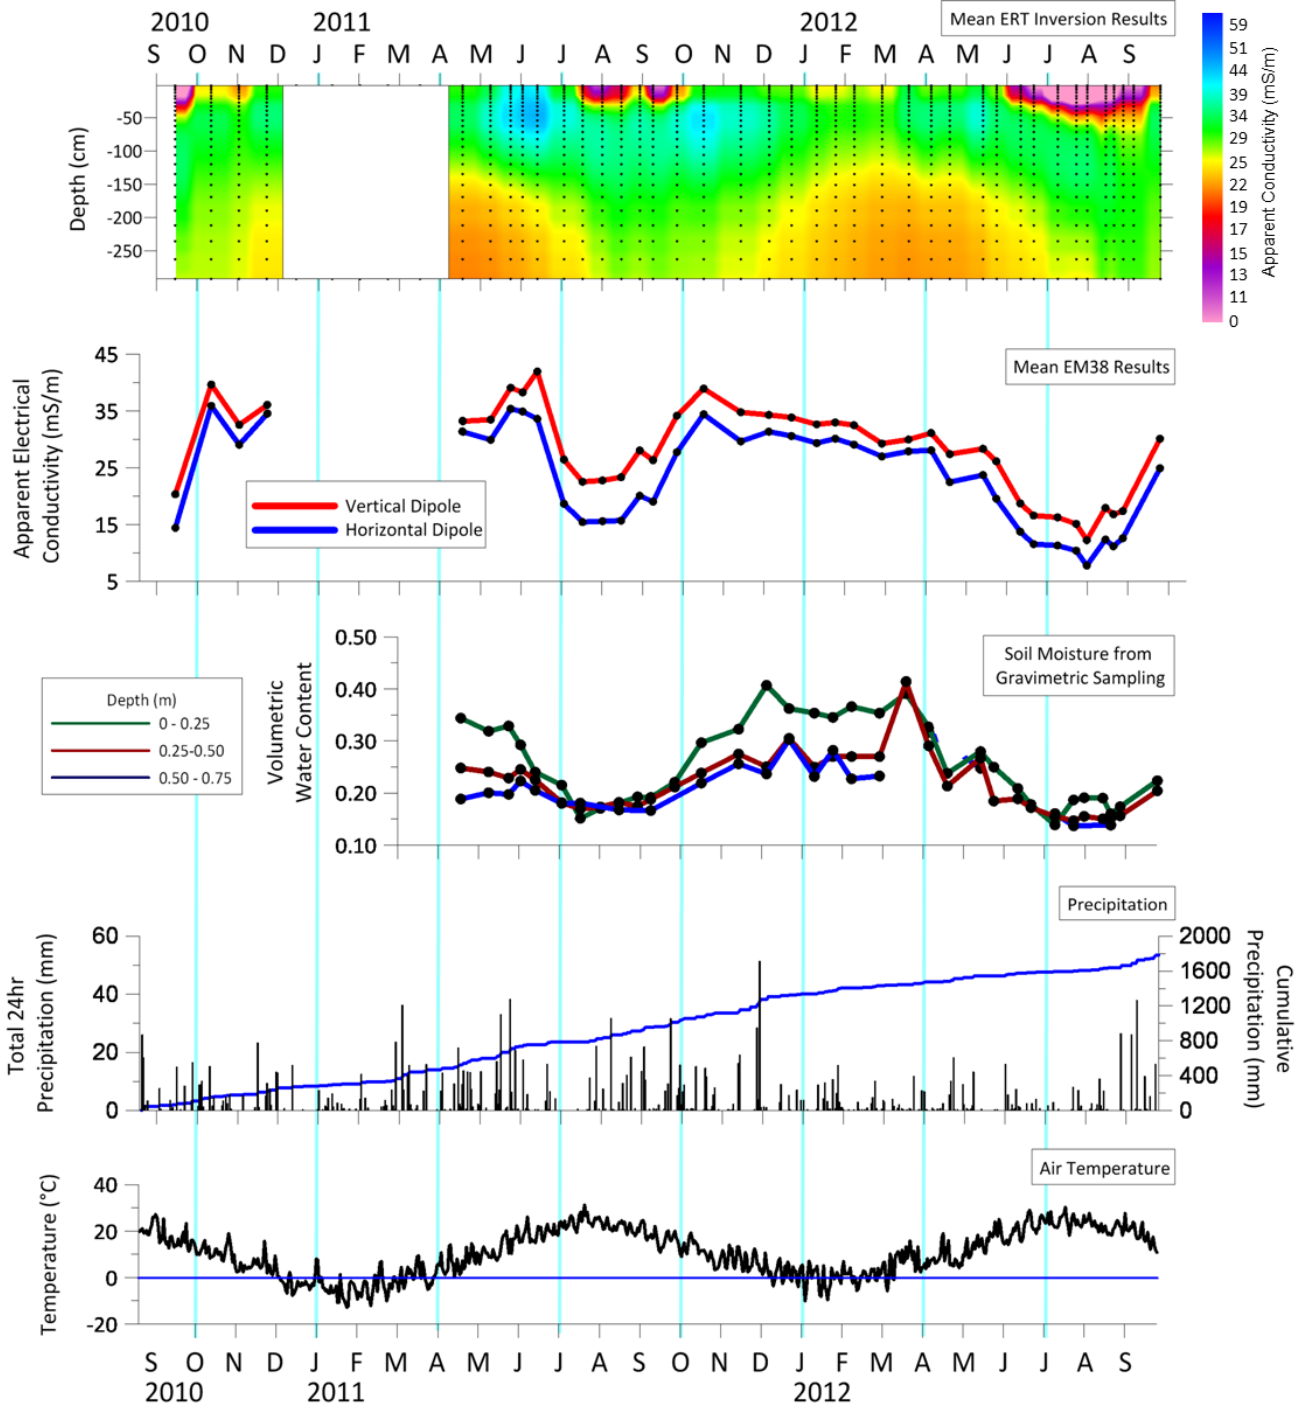 2010 2011 2012
Mean ERT Inversion Results
S O N D J F M A M J J A S O N D J F M A M J J A S
Depth (cm)
-50
-100
-150
-200
-250
59
51
44
39
34
29
25
22
19
17
15
13
11
0
Apparent Conductivity (mS/m)
Mean EM38 Results
Apparent Electrical
Conductivity (mS/m)
45
35
25
15
5
Vertical Dipole
Horizontal Dipole
Soil Moisture from
Gravimetric Sampling
Depth (m)
0 - 0.25
0.25-0.50
0.50 - 0.75
Volumetric
Water Content
0.50
0.40
0.30
0.20
0.10
Precipitation
Total 24hr
Precipitation (mm)
60
40
20
0
2000
1600
1200
800
400
0
Cumulative
Precipitation (mm)
Air Temperature
Temperature (°C)
40
20
0
-20
S O N D J F M A M J J A S O N D J F M A M J J A S
2010 2011 2012